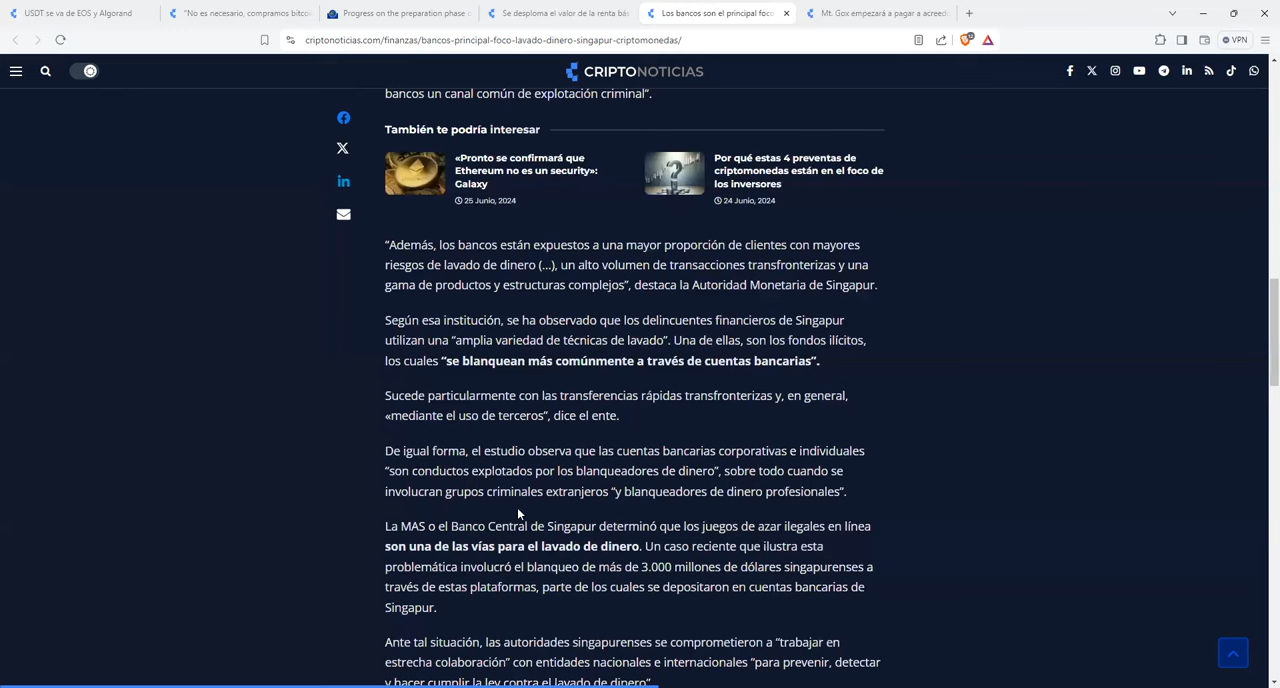 USDT se va de EOS y Algorand
"No es necesario, compramos bitcoi
Progress on the preparation phase o
Se desploma el valor de la renta bás
Los bancos son el principal foco
Mt. Gox empezará a pagar a acreed
criptonoticias.com/finanzas/bancos-principal-foco-lavado-dinero-singapur-criptomonedas/
VPN
CRIPTONOTICIAS
bancos un canal común de explotación criminal".
También te podría interesar
«Pronto se confirmará que
Ethereum no es un security»:
Galaxy
25 Junio, 2024
Por qué estas 4 preventas de
criptomonedas están en el foco de
los inversores
24 Junio, 2024
"Además, los bancos están expuestos a una mayor proporción de clientes con mayores
riesgos de lavado de dinero (…), un alto volumen de transacciones transfronterizas y una
gama de productos y estructuras complejos", destaca la Autoridad Monetaria de Singapur.
Según esa institución, se ha observado que los delincuentes financieros de Singapur
utilizan una "amplia variedad de técnicas de lavado". Una de ellas, son los fondos ilícitos,
los cuales "se blanquean más comúnmente a través de cuentas bancarias".
Sucede particularmente con las transferencias rápidas transfronterizas y, en general,
«mediante el uso de terceros", dice el ente.
De igual forma, el estudio observa que las cuentas bancarias corporativas e individuales
"son conductos explotados por los blanqueadores de dinero", sobre todo cuando se
involucran grupos criminales extranjeros "y blanqueadores de dinero profesionales".
La MAS o el Banco Central de Singapur determinó que los juegos de azar ilegales en línea
son una de las vías para el lavado de dinero. Un caso reciente que ilustra esta
problemática involucró el blanqueo de más de 3.000 millones de dólares singapurenses a
través de estas plataformas, parte de los cuales se depositaron en cuentas bancarias de
Singapur.
Ante tal situación, las autoridades singapurenses se comprometieron a "trabajar en
estrecha colaboración" con entidades nacionales e internacionales "para prevenir, detectar
y hacer cumplir la ley contra el lavado de dinero".